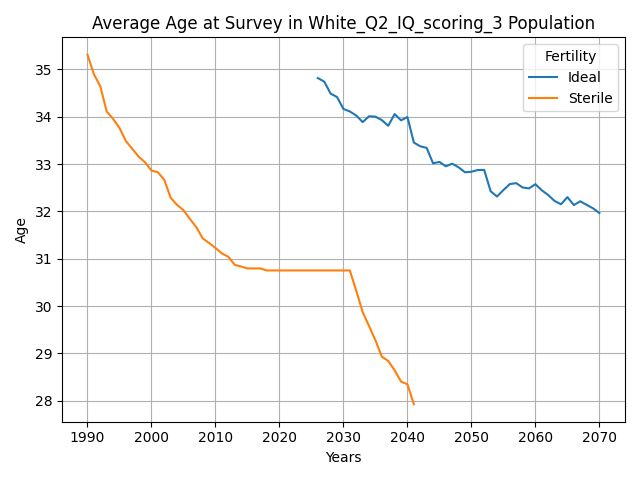 Average Age at Survey in White_Q2_IQ_scoring_3 Population
Fertility
Ideal
Sterile
Age
35
34
33
32
31
30
29
28
1990 2000 2010 2020 2030 2040 2050 2060 2070
Years